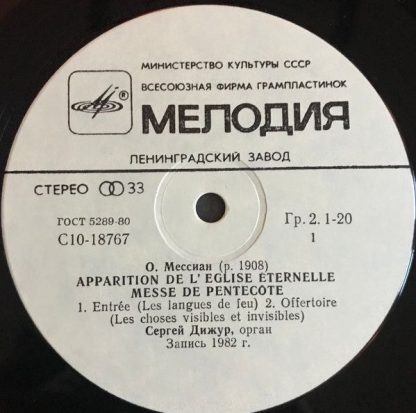 МИНИСТЕРСТВО КУЛЬТУРЫ СССР
ВСЕСОЮЗНАЯ ФИРМА ГРАМПЛАСТИНОК
МЕЛОДИЯ
ЛЕНИНГРАДСКИЙ ЗАВОД
СТЕРЕО 33
ГОСТ 5289-80
С10-18767
Гр. 2. 1-20
1
О. Мессиан (р. 1908)
APPARITION DE L' EGLISE ETERNELLE
MESSE DE PENTECOTE
1. Entrée (Les langues de feu) 2. Offertoire
(Les choses visibles et invisibles)
Сергей Дижур, орган
Запись 1982 г.